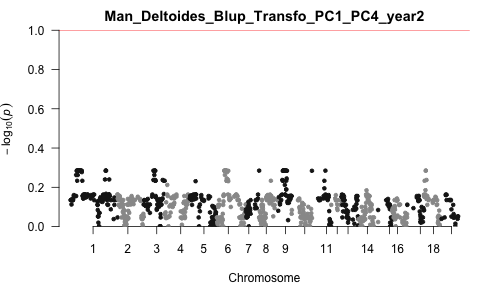 Man_Deltoides_Blup_Transfo_PC1_PC4_year2
1.0
0.8
0.6
0.4
0.2
0.0
− log₁₀(p)
1 2 3 4 5 6 7 8 9 11 14 16 18
Chromosome